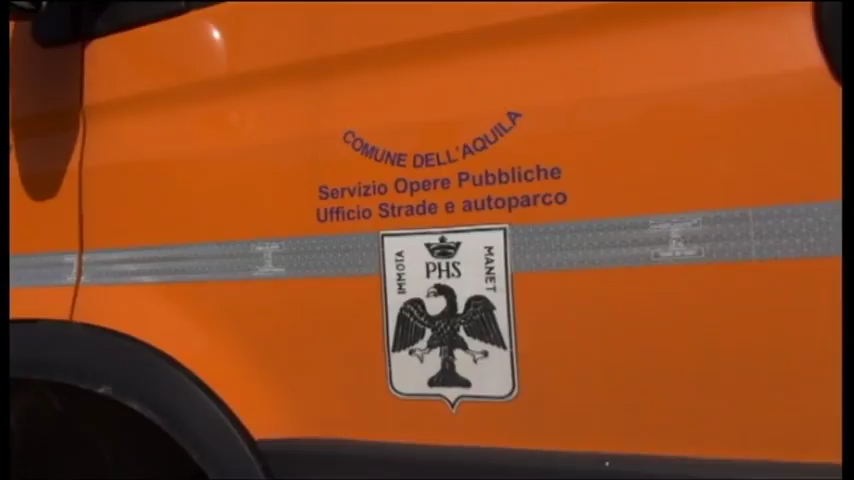 COMUNE DELL'AQUILA
Servizio Opere Pubbliche
Ufficio Strade e autoparco
PHS
IMMOTA
MANET